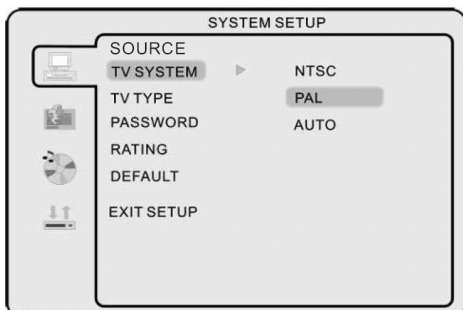 SYSTEM SETUP
SOURCE
TV SYSTEM NTSC
TV TYPE PAL
PASSWORD AUTO
RATING
DEFAULT
EXIT SETUP